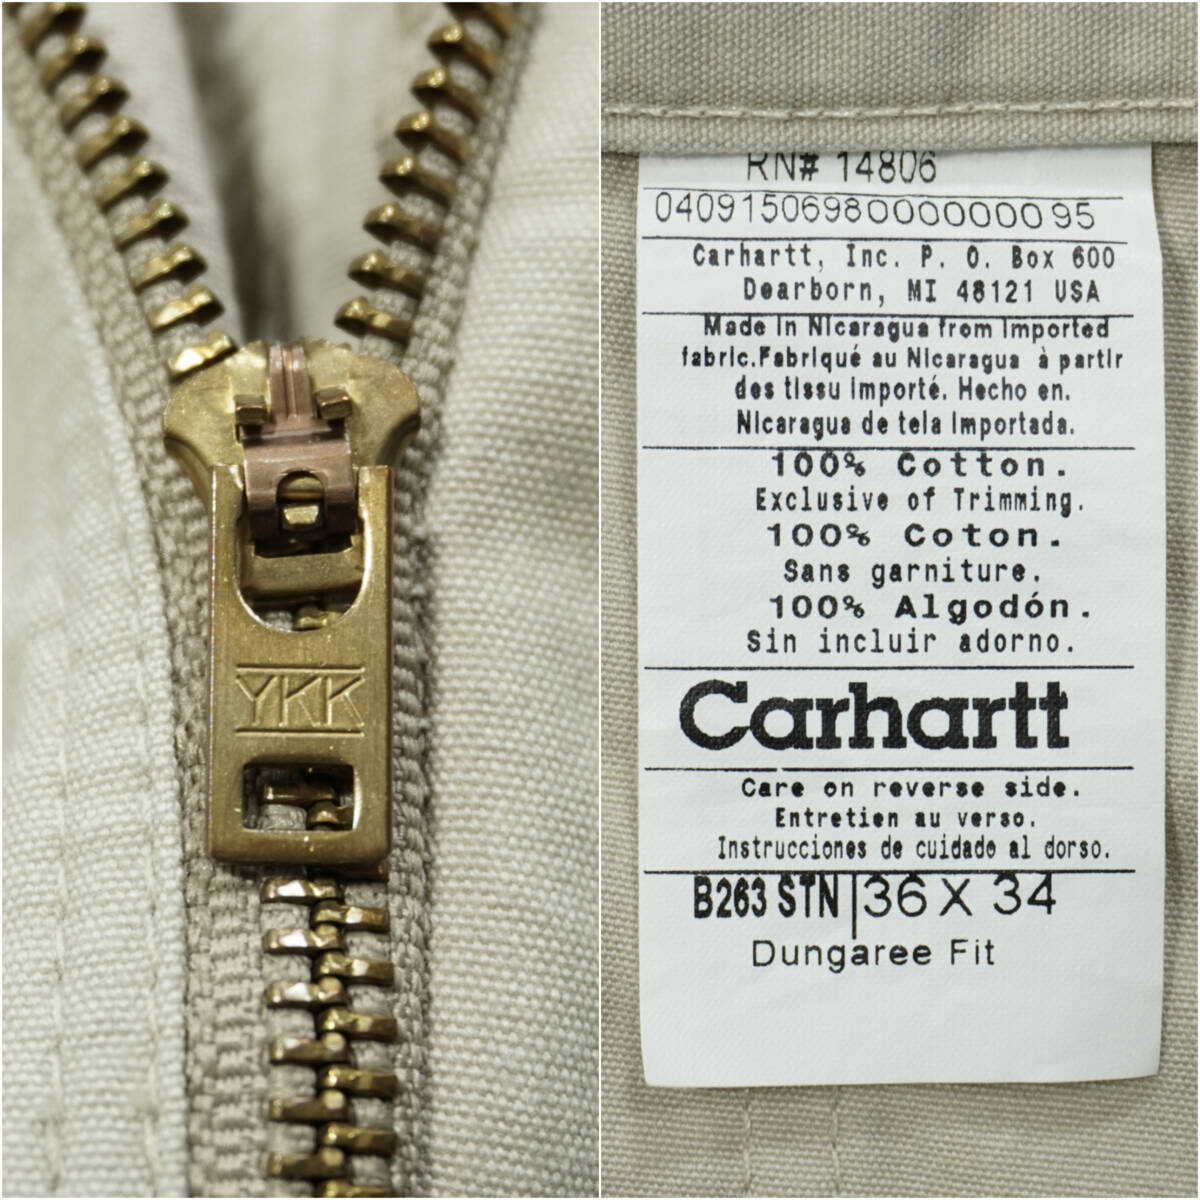 YKK
RN# 14806
0409150698000000000 95
Carhartt, Inc. P. O. Box 600
Dearborn, MI 48121 USA
Made in Nicaragua from Imported
fabric.Fabriqué au Nicaragua à partir
des tissu importé. Hecho en.
Nicaragua de tela Importada.
100% Cotton.
Exclusive of Trimming.
100% Coton.
Sans garniture.
100% Algodón.
Sin incluir adorno.
Carhartt
Care on reverse side.
Entretien au verso.
Instrucciones de cuidado al dorso.
B263 STN | 36 X 34
Dungaree Fit